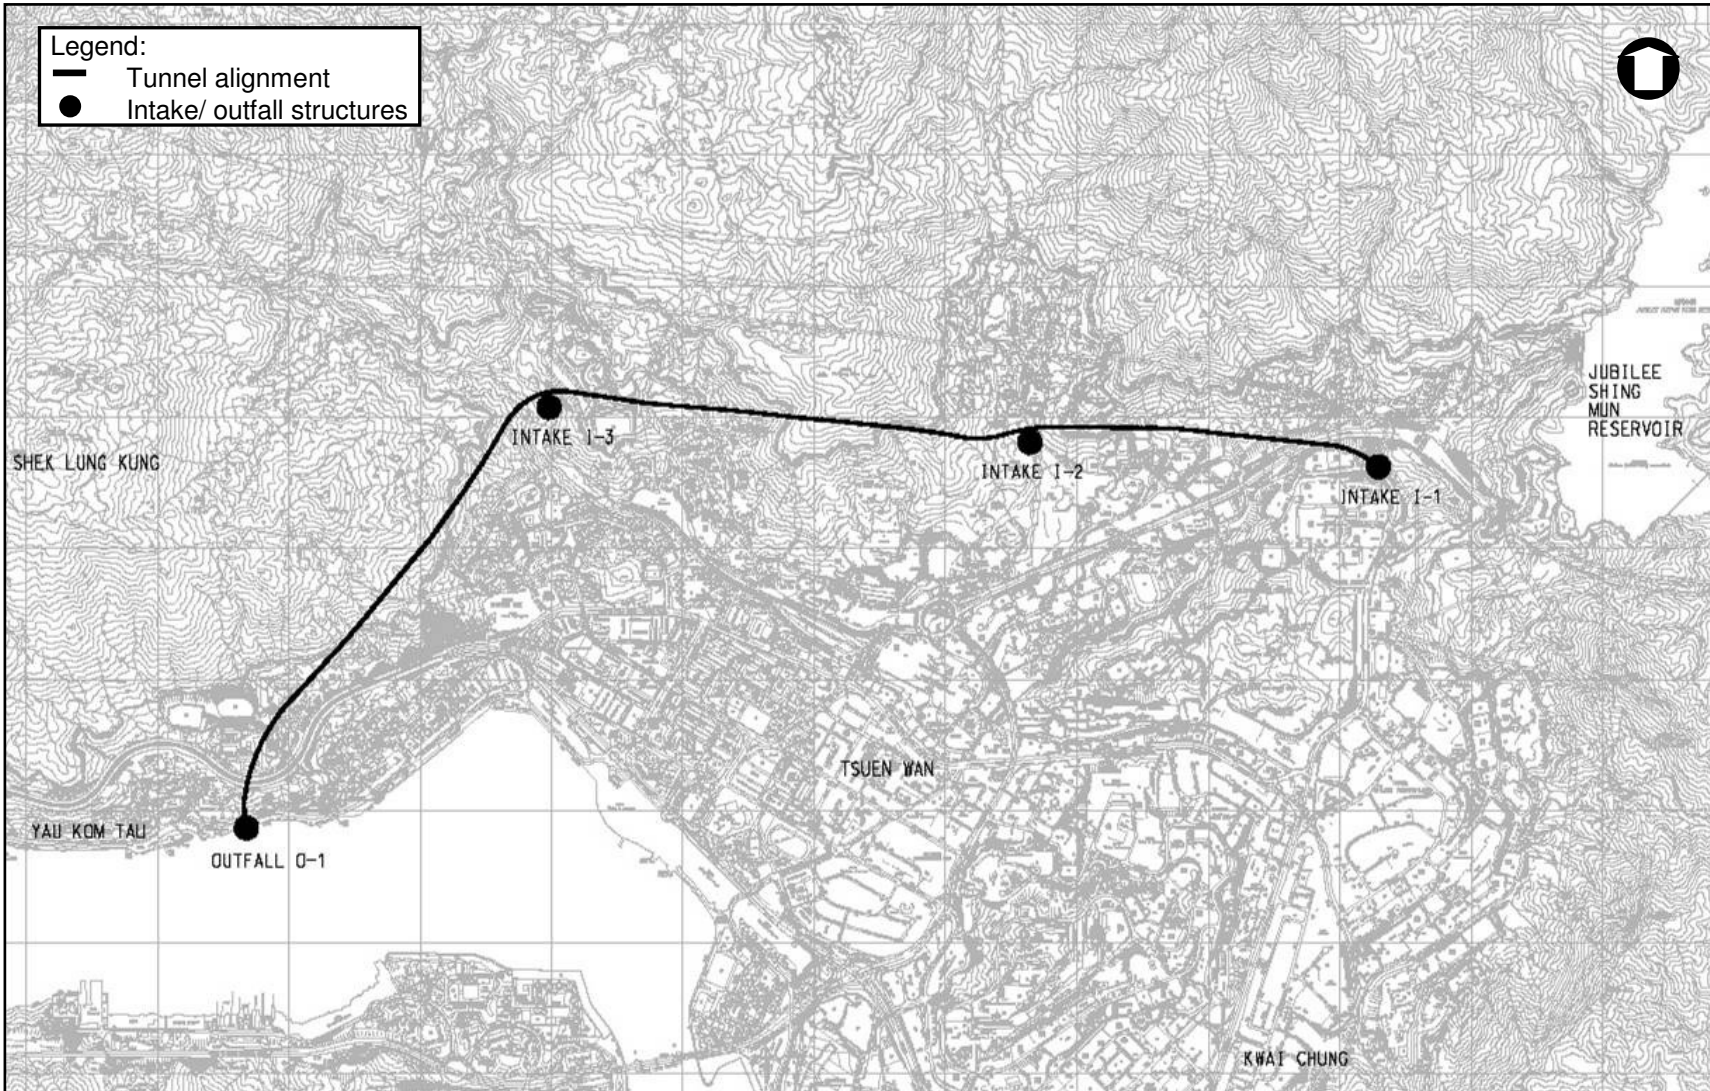 Legend:
Tunnel alignment
Intake/ outfall structures
JUBILEE
SHING
MUN
RESERVOIR
INTAKE I-3
SHEK LUNG KUNG
INTAKE I-2
INTAKE I-1
TSUEN WAN
YAU KOM TAU
OUTFALL O-1
KWAI CHUNG